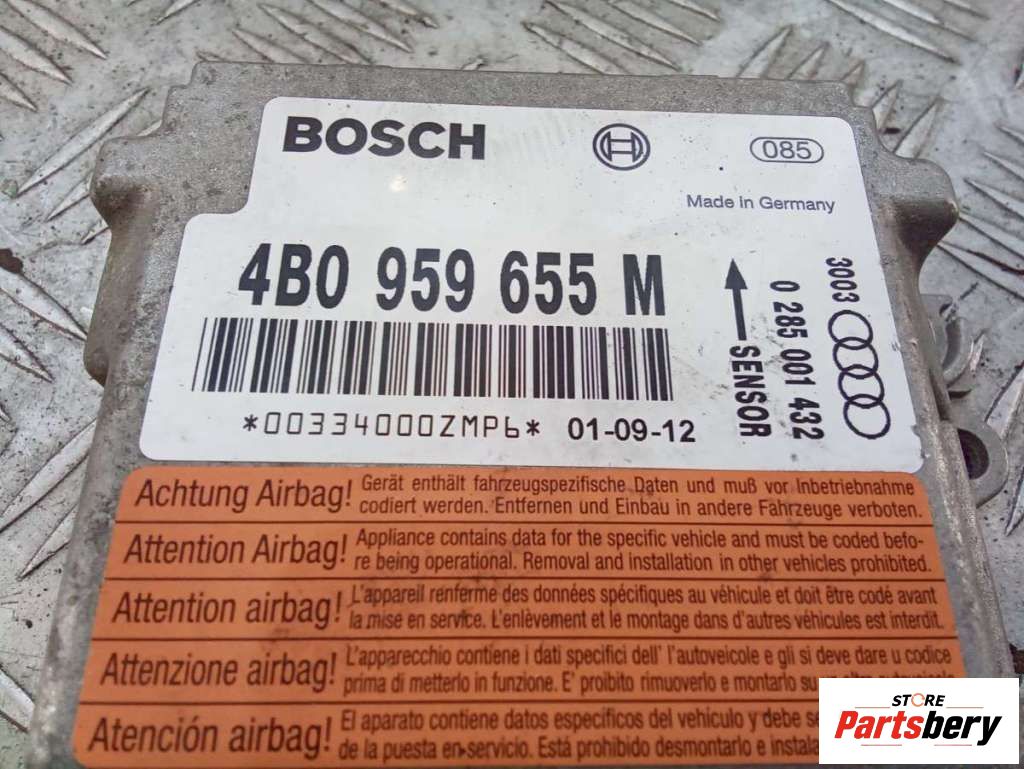 BOSCH
085
Made in Germany
4B0 959 655 M
*00334000ZMP6* 01-09-12
SENSOR
0 285 001 432
3003
Achtung Airbag! Gerät enthält fahrzeugspezifische Daten und muß vor Inbetriebnahme
codiert werden. Entfernen und Einbau in andere Fahrzeuge verboten.
Attention Airbag! Appliance contains data for the specific vehicle and must be coded befo-
re being operational. Removal and installation in other vehicles prohibited.
Attention airbag! L'appareil renferme des données spécifiques au véhicule et doit être codé avant
la mise en service. L'enlèvement et le montage dans d'autres véhicules est interdit.
Attenzione airbag! L'apparecchio contiene i dati specifici dell' l'autoveicole e gli si deve dare u codice
prima di metterlo in funzione. E' proibito rimuoverlo e montarlo su
Atención airbag! El aparato contiene datos específicos del vehículo y debe
de la puesta en servicio. Está prohibido desmontarlo e
STORE
Partsbery